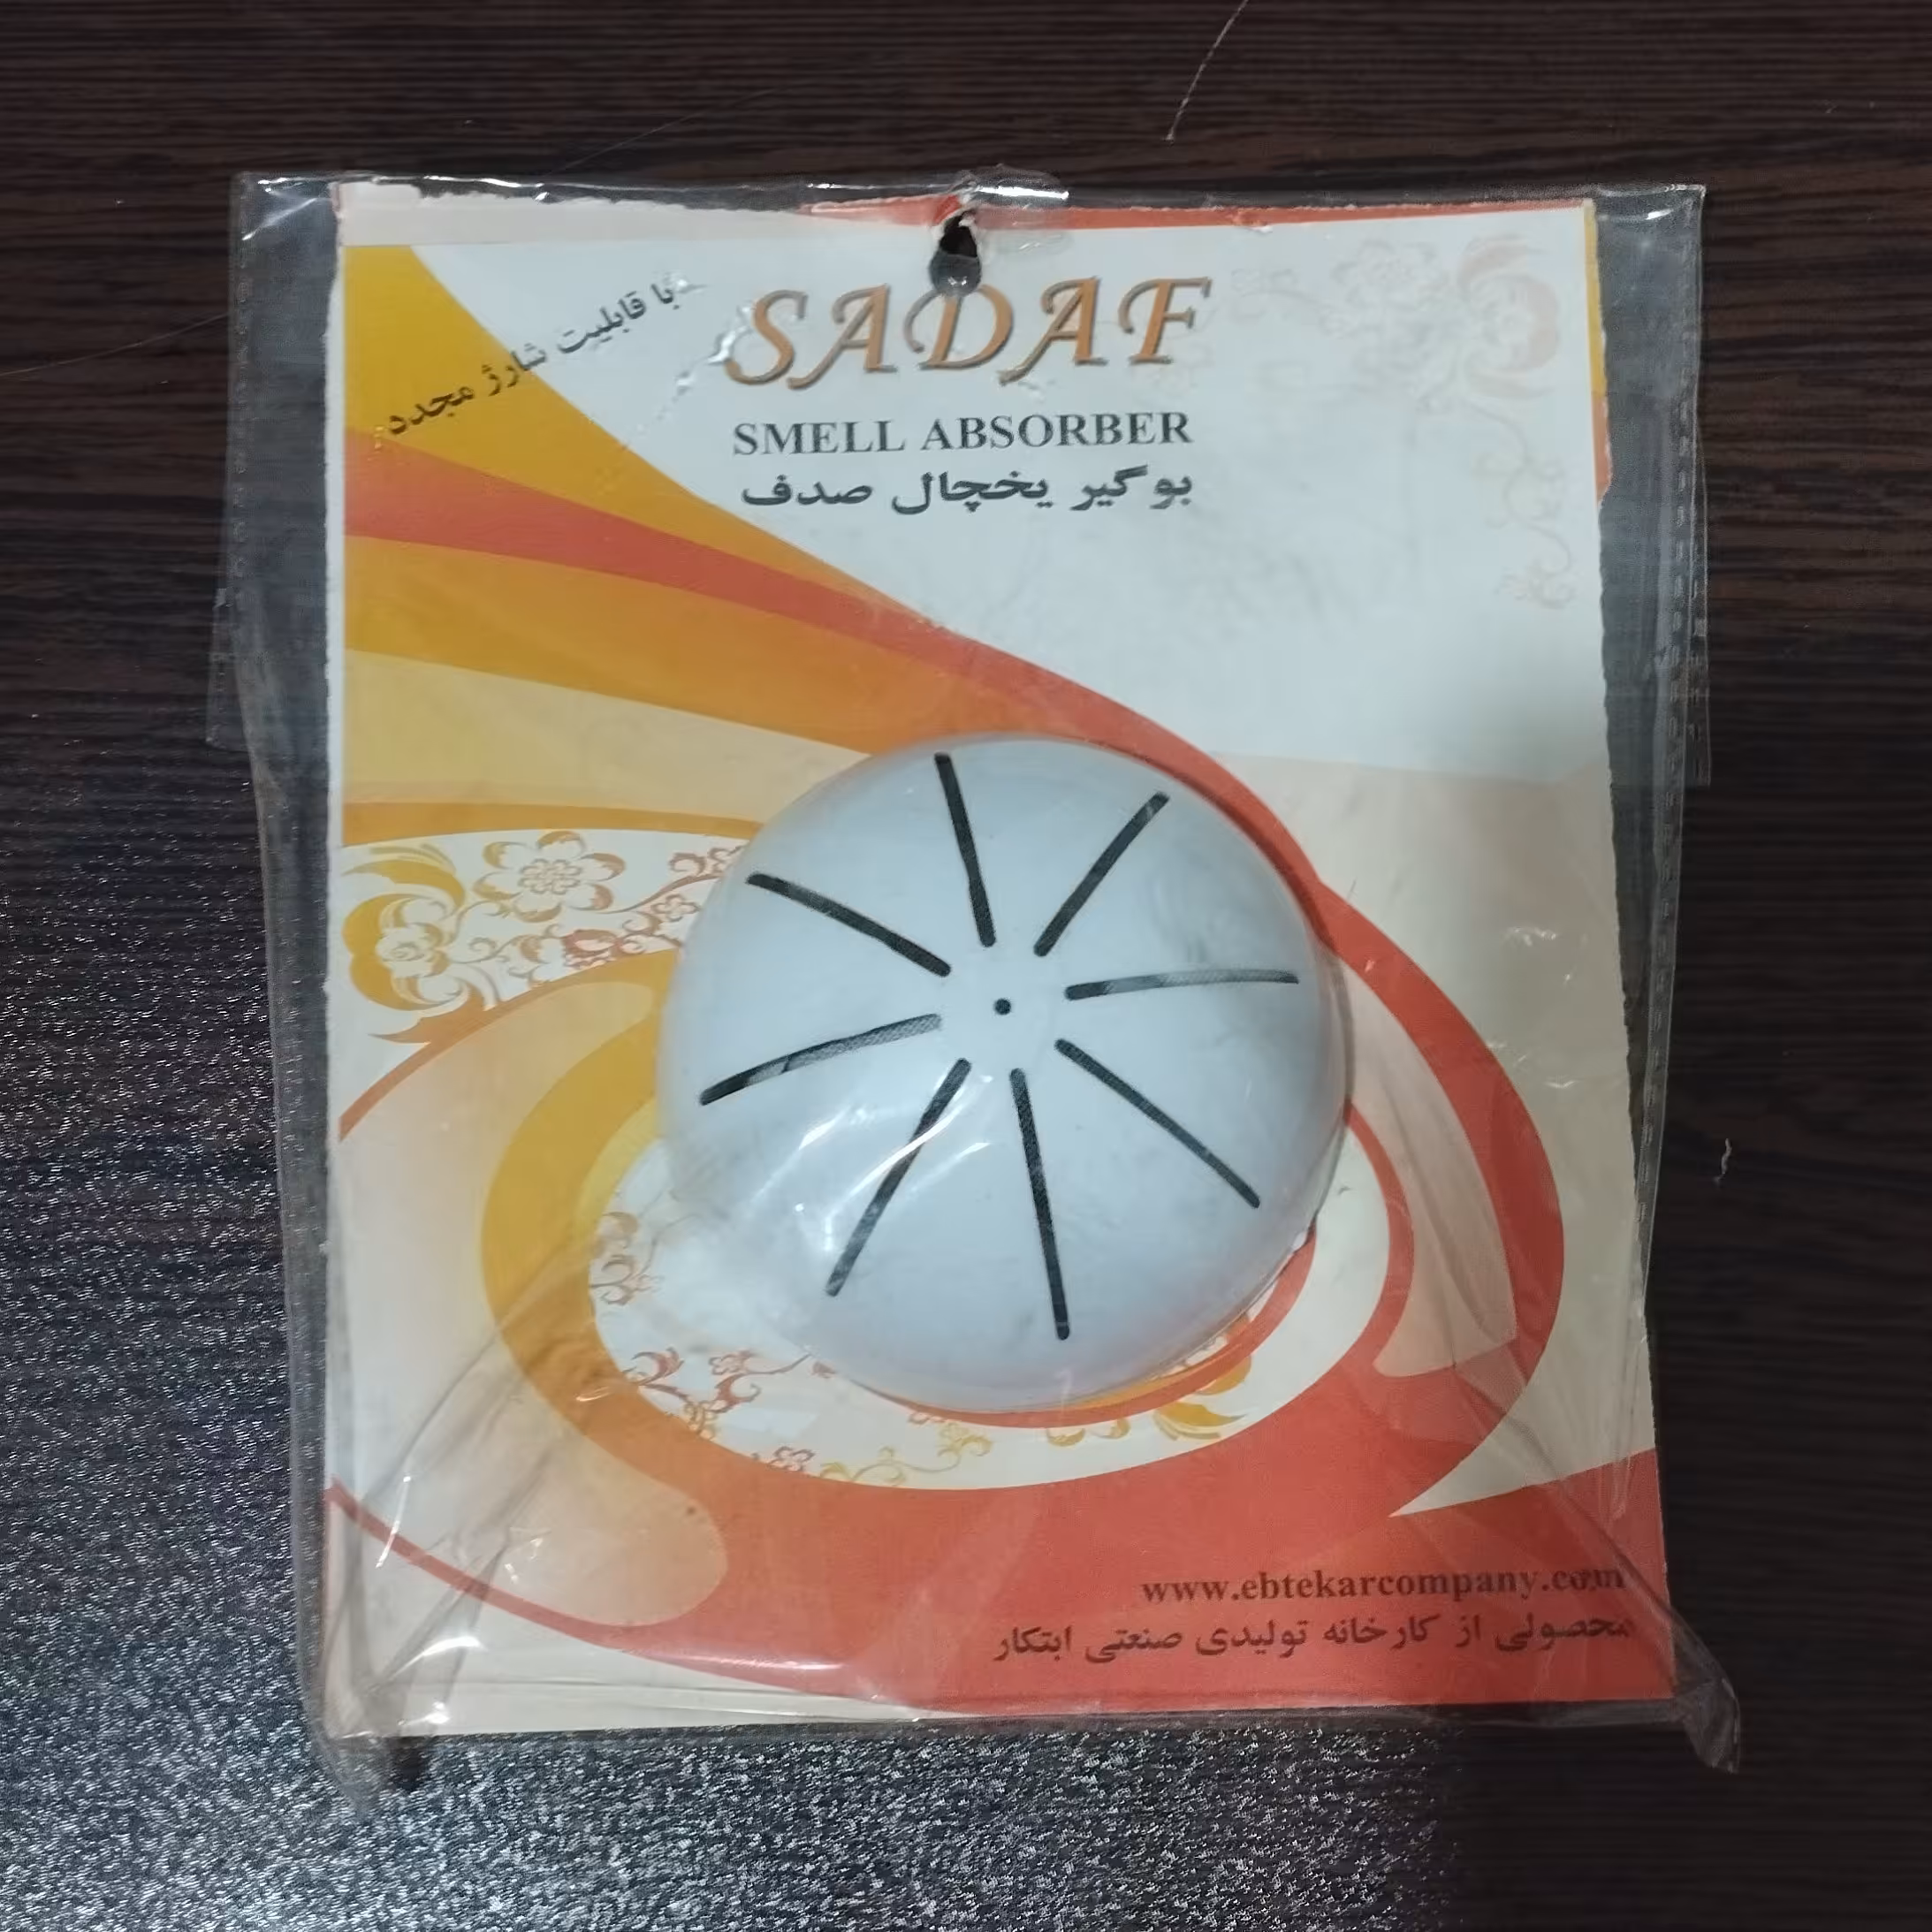 با قابلیت شارژ مجدد
SADAF
SMELL ABSORBER
بوگیر یخچال صدف
www.ebtekarcompany.com
محصولی از کارخانه تولیدی صنعتی ابتکار